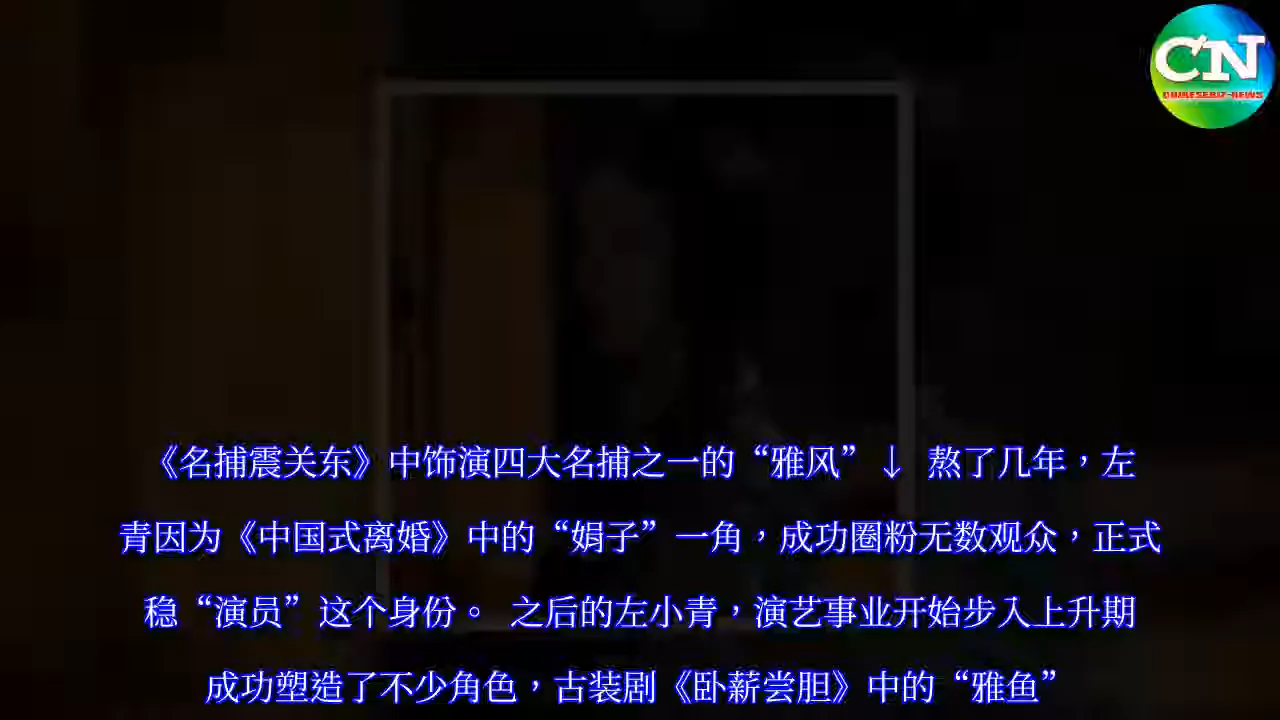 CN
CHINESEBIZ-NEWS
《名捕震关东》中饰演四大名捕之一的“雅风”↓ 熬了几年，左
青因为《中国式离婚》中的“娟子”一角，成功圈粉无数观众，正式
稳“演员”这个身份。 之后的左小青，演艺事业开始步入上升期
成功塑造了不少角色，古装剧《卧薪尝胆》中的“雅鱼”